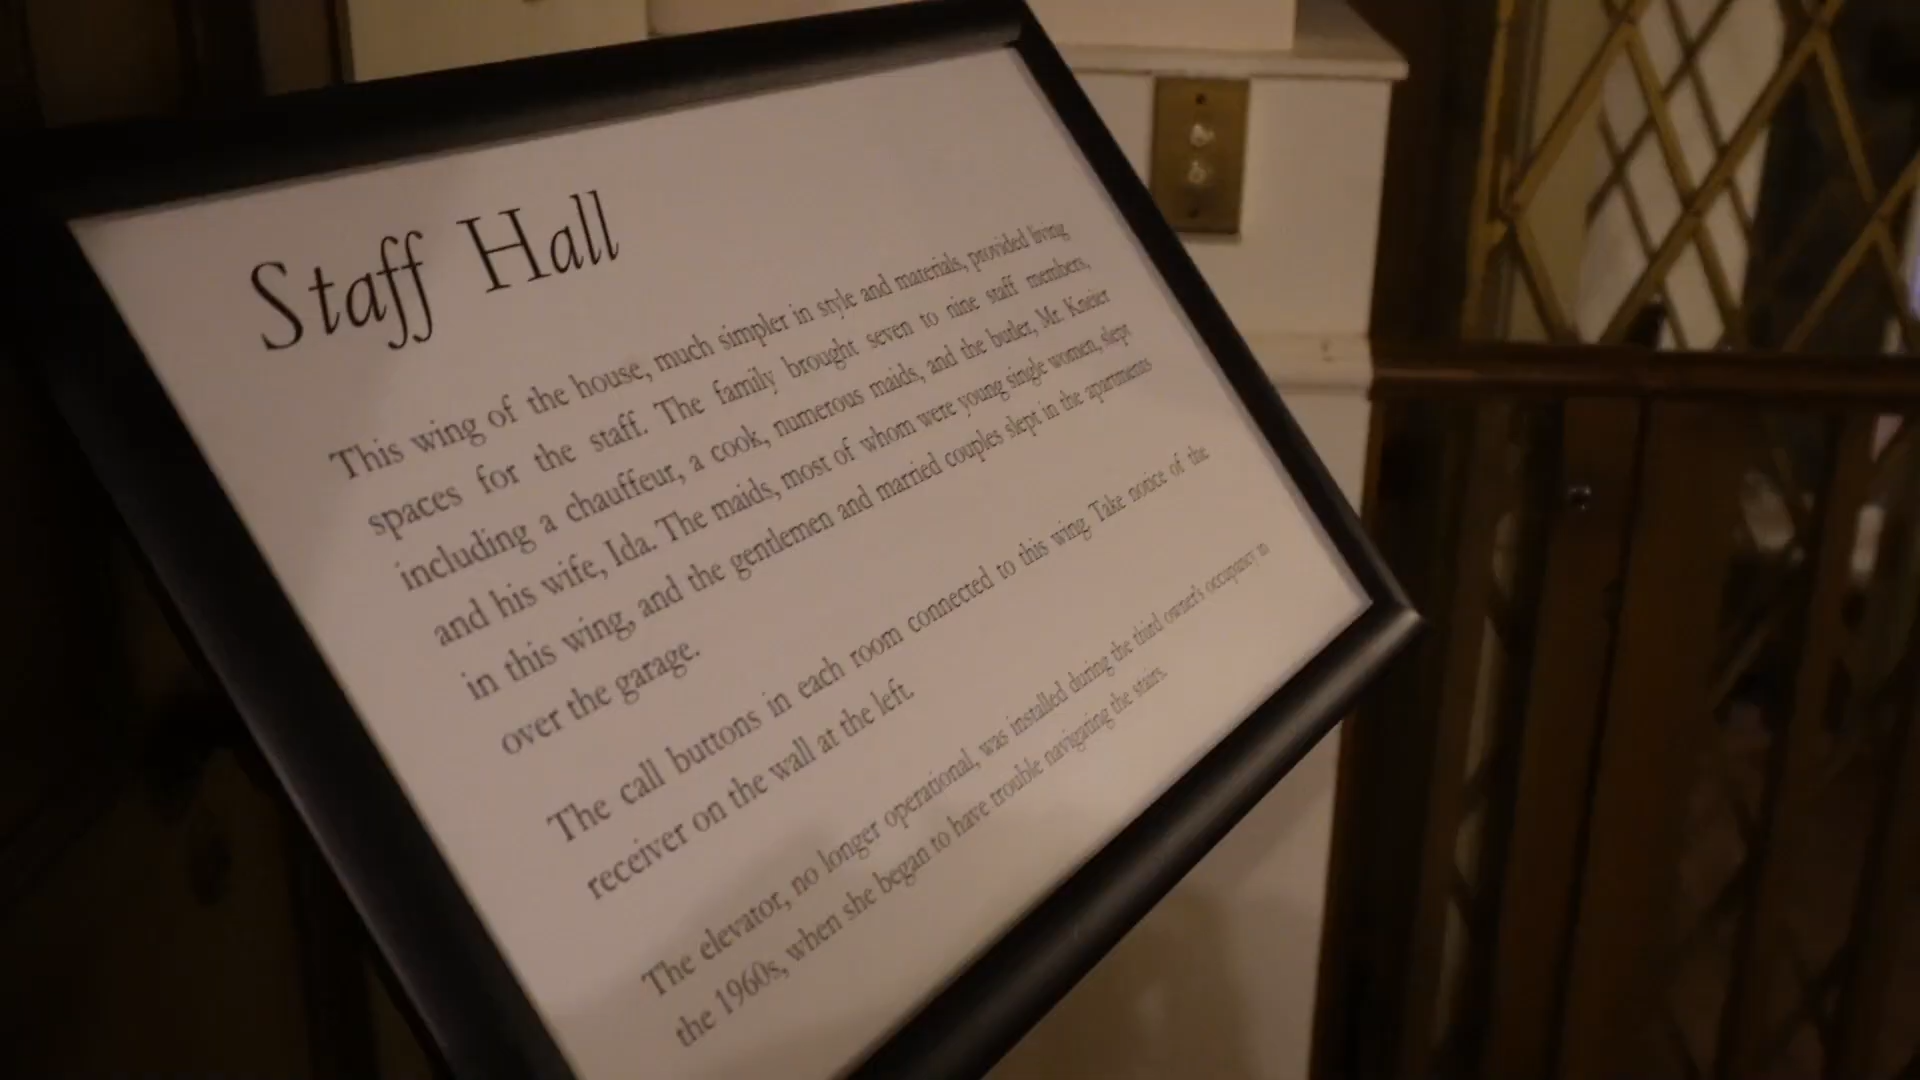 Staff Hall
This wing of the house, much simpler in style and materials, provided living
spaces for the staff. The family brought seven to nine staff members,
including a chauffeur, a cook, numerous maids, and the butler, Mr. Kneier
and his wife, Ida. The maids, most of whom were young single women, slept
in this wing, and the gentlemen and married couples slept in the apartments
over the garage.
The call buttons in each room connected to this wing. Take notice of the
receiver on the wall at the left.
The elevator, no longer operational, was installed during the third owner's occupancy in
the 1960s, when she began to have trouble navigating the stairs.